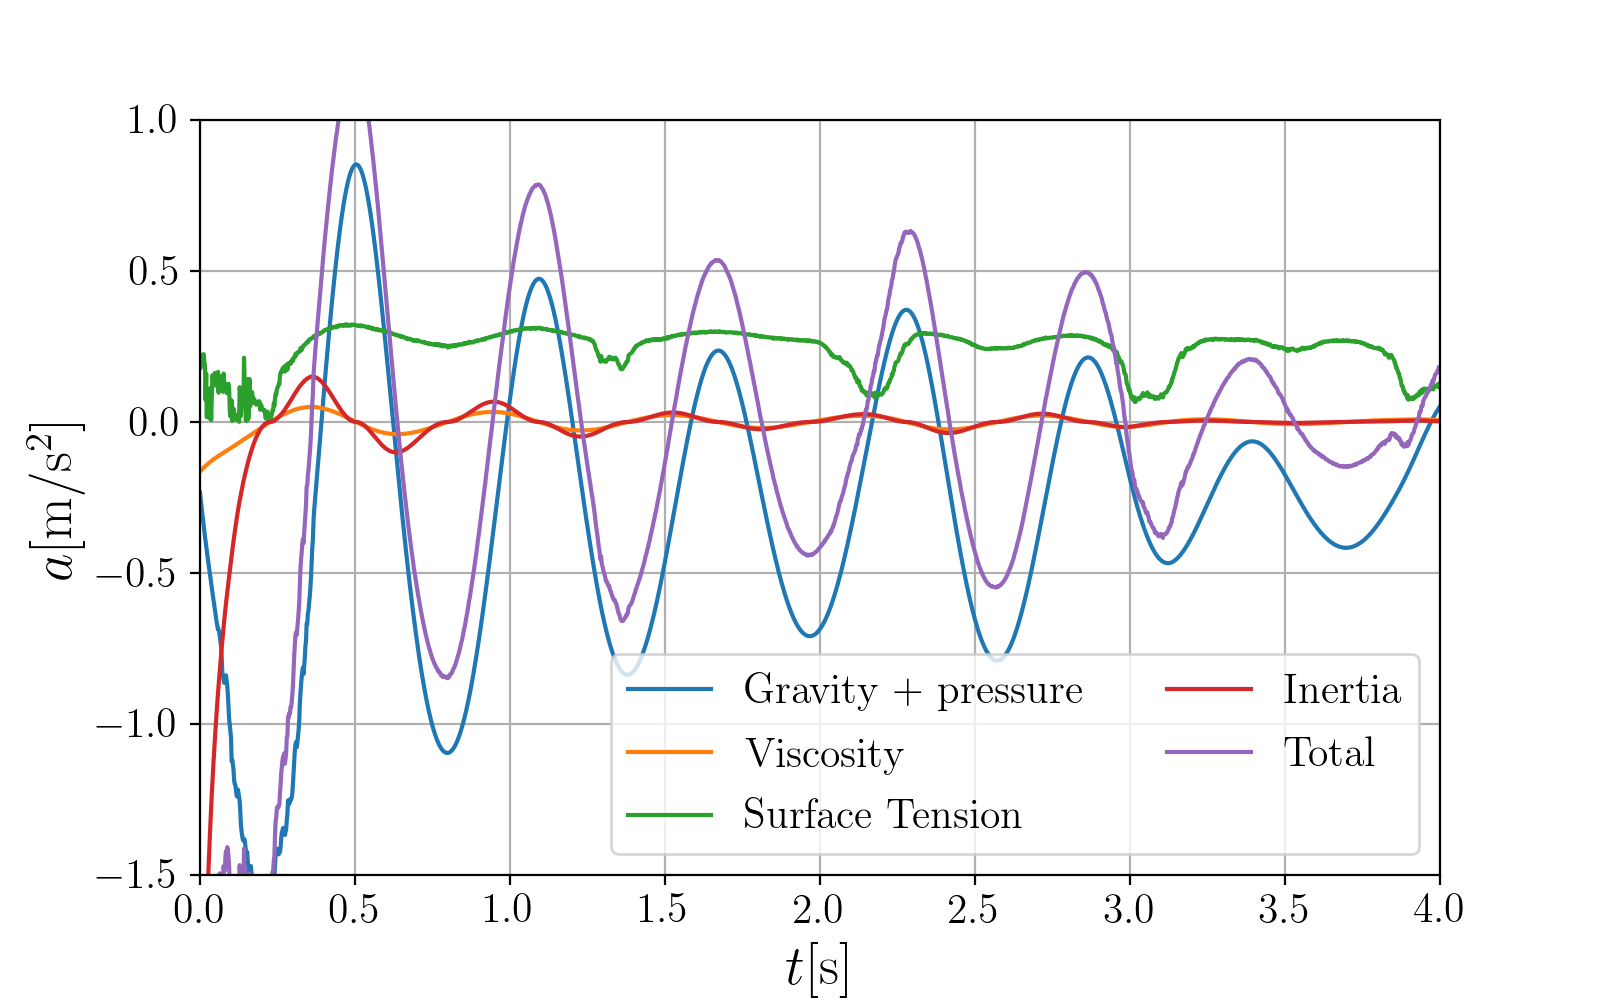 1.0
0.5
0.0
−0.5
−1.0
−1.5
a[m/s²]
0.0 0.5 1.0 1.5 2.0 2.5 3.0 3.5 4.0
t[s]
Gravity + pressure
Viscosity
Surface Tension
Inertia
Total